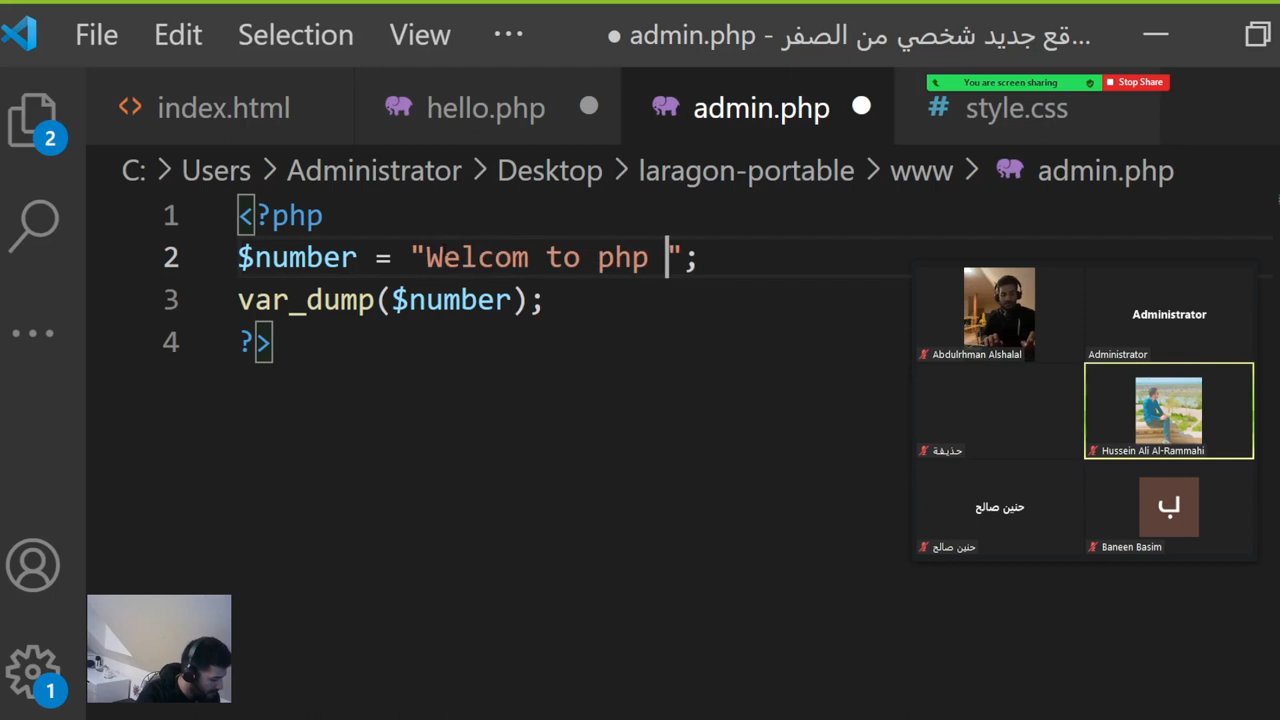 File Edit Selection View ··· ● admin.php - قع جديد شخصي من الصفر...
You are screen sharing Stop Share
index.html hello.php admin.php # style.css
C: > Users > Administrator > Desktop > laragon-portable > www > admin.php
1 <?php
2 $number = "Welcom to php ";
3 var_dump($number);
4 ?>
2
1
Abdulrhman Alshalal
Administrator
Administrator
حذيفة
Hussein Ali Al-Rammahi
حنين صالح
حنين صالح
ب
Baneen Basim